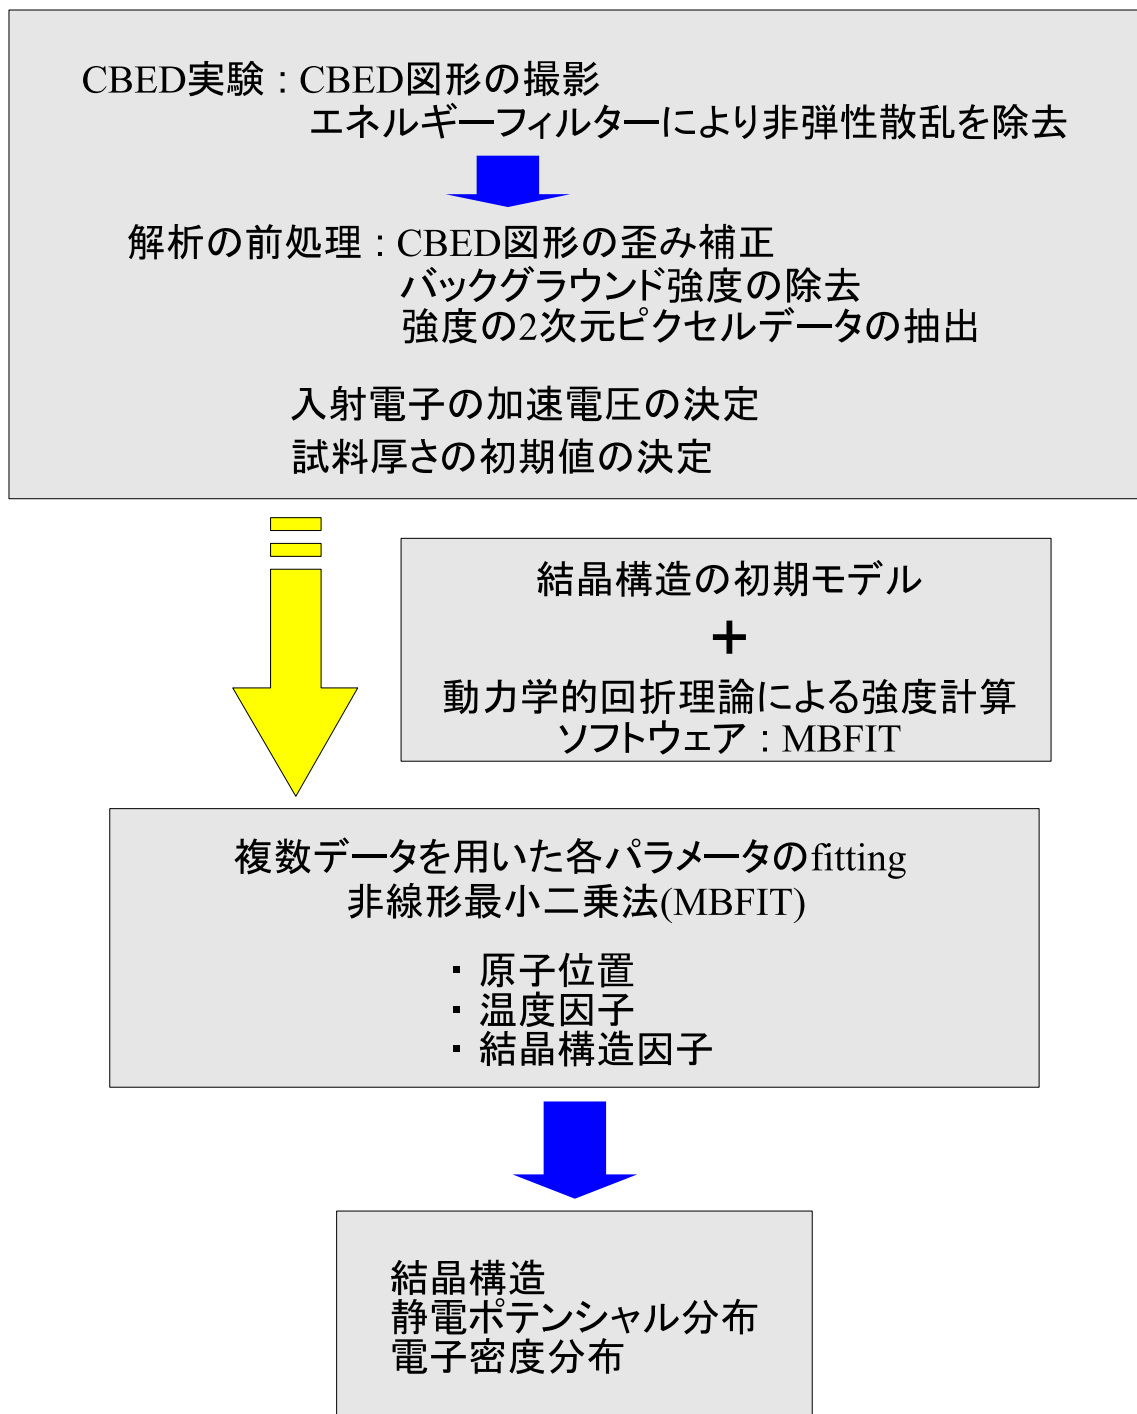 CBED実験：CBED図形の撮影
エネルギーフィルターにより非弾性散乱を除去
解析の前処理：CBED図形の歪み補正
バックグラウンド強度の除去
強度の2次元ピクセルデータの抽出
入射電子の加速電圧の決定
試料厚さの初期値の決定
結晶構造の初期モデル
+
動力学的回折理論による強度計算
ソフトウェア：MBFIT
複数データを用いた各パラメータのfitting
非線形最小二乗法(MBFIT)
・ 原子位置
・ 温度因子
・ 結晶構造因子
結晶構造
静電ポテンシャル分布
電子密度分布